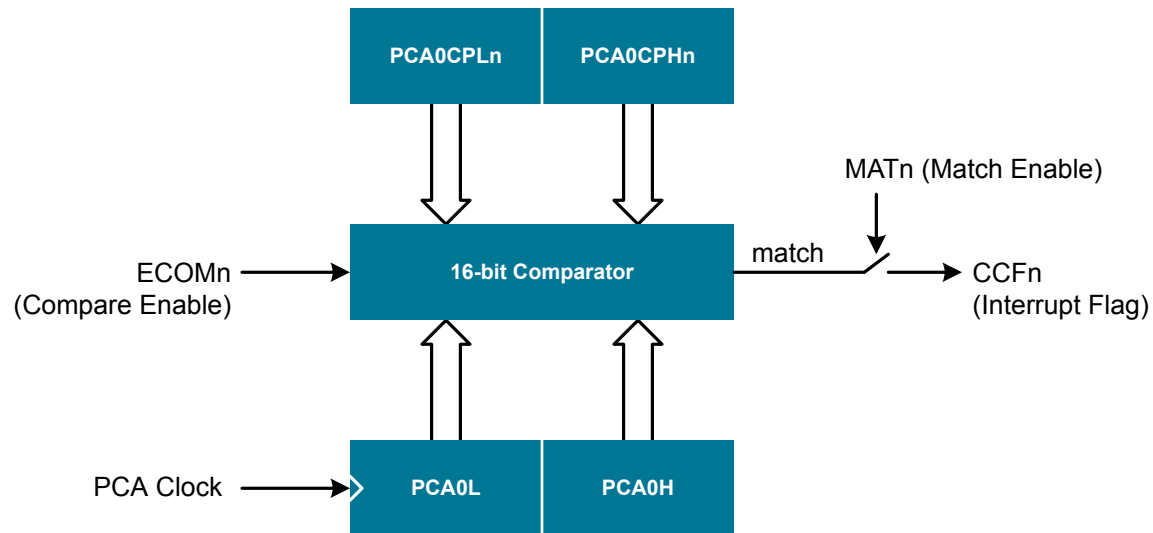 PCA0CPLn
PCA0CPHn
MATn (Match Enable)
ECOMn
(Compare Enable)
16-bit Comparator
match
CCFn
(Interrupt Flag)
PCA Clock
PCA0L
PCA0H